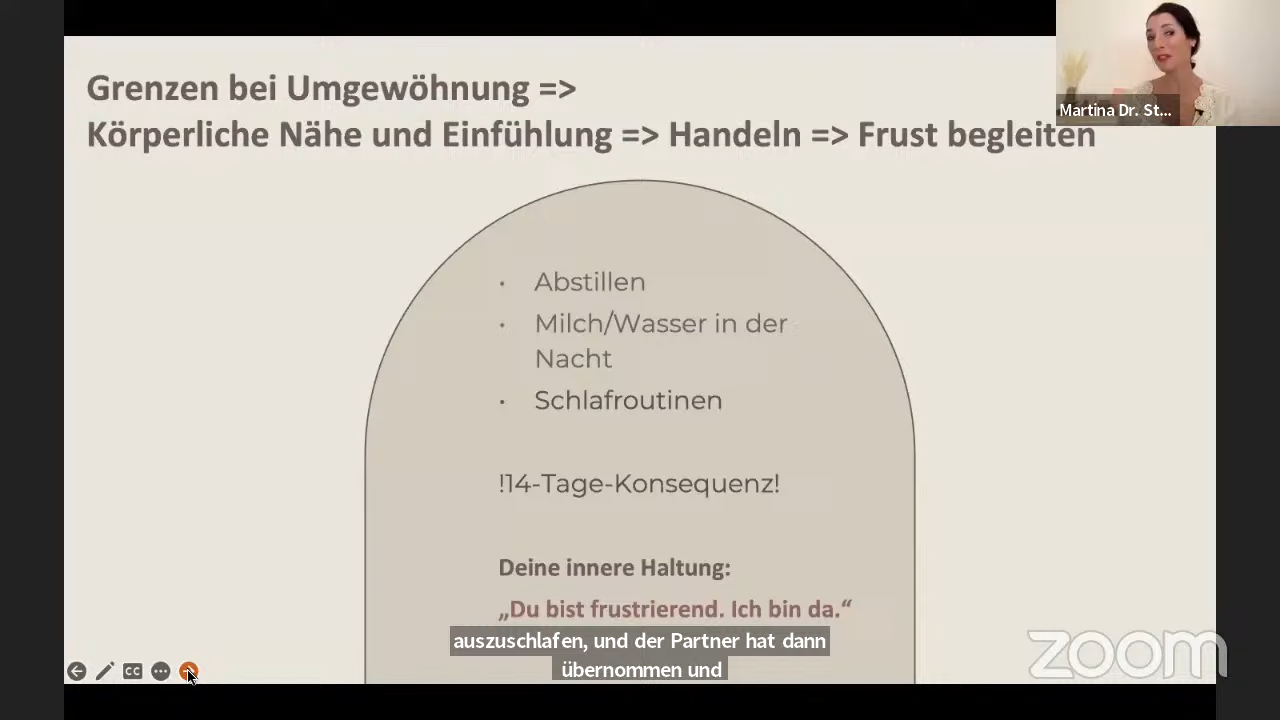 Grenzen bei Umgewöhnung =>
Körperliche Nähe und Einfühlung => Handeln => Frust begleiten
Martina Dr. St...
• Abstillen
• Milch/Wasser in der
Nacht
• Schlafroutinen
!14-Tage-Konsequenz!
Deine innere Haltung:
„Du bist frustrierend. Ich bin da.“
auszuschlafen, und der Partner hat dann
übernommen und
CC
zoom